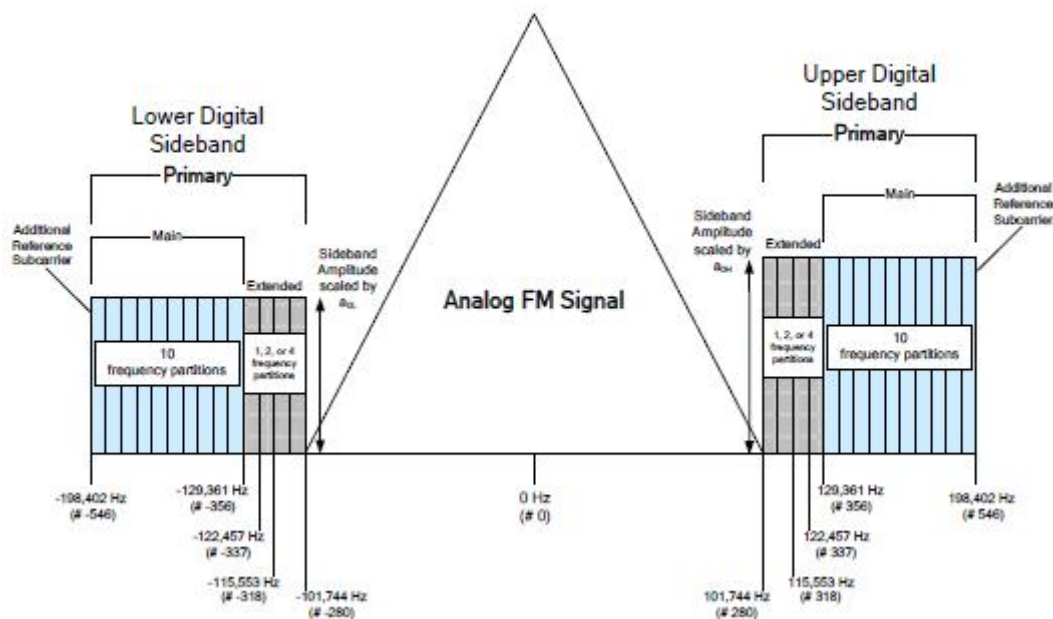 Lower Digital
Sideband
Primary
Additional
Reference
Subcarrier
Main
Extended
Sideband
Amplitude
scaled by
a_DL
10
frequency partitions
1, 2, or 4
frequency
partitions
Analog FM Signal
Upper Digital
Sideband
Primary
Main
Additional
Reference
Subcarrier
Sideband
Amplitude
scaled by
a_DH
Extended
1, 2, or 4
frequency
partitions
10
frequency partitions
-198,402 Hz
(# -546)
-129,361 Hz
(# -356)
-122,457 Hz
(# -337)
-115,553 Hz
(# -318)
-101,744 Hz
(# -280)
0 Hz
(# 0)
101,744 Hz
(# 280)
115,553 Hz
(# 318)
122,457 Hz
(# 337)
129,361 Hz
(# 356)
198,402 Hz
(# 546)